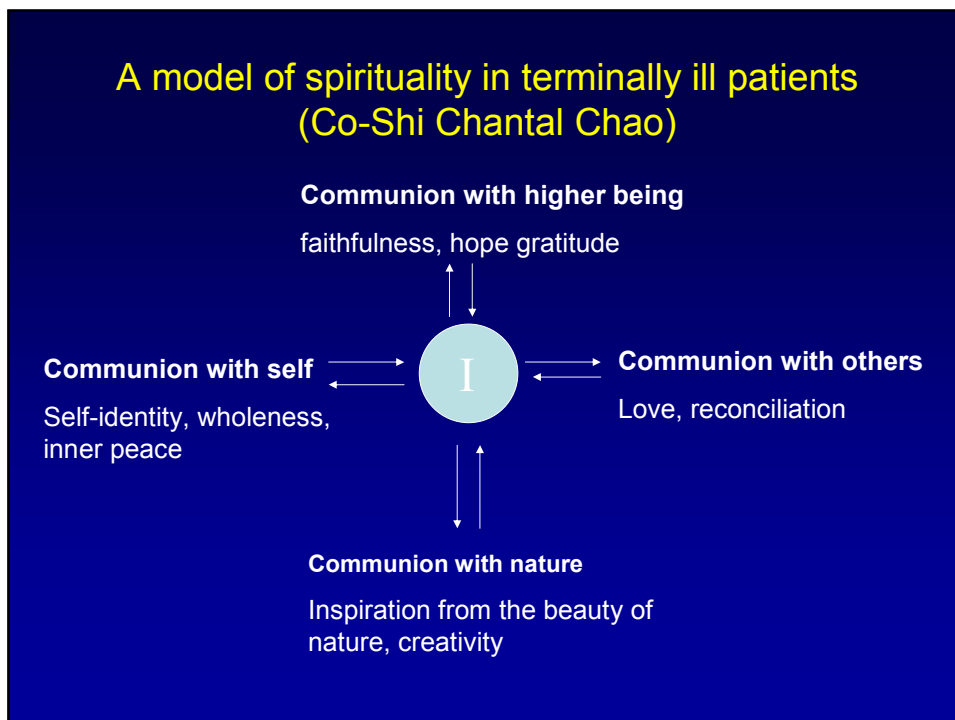 A model of spirituality in terminally ill patients
(Co-Shi Chantal Chao)
Communion with higher being
faithfulness, hope gratitude
Communion with self
Self-identity, wholeness,
inner peace
I
Communion with others
Love, reconciliation
Communion with nature
Inspiration from the beauty of
nature, creativity